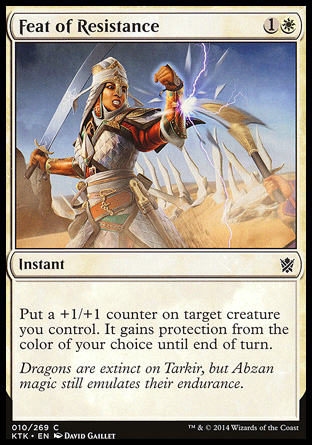 Feat of Resistance 1
Instant
Put a +1/+1 counter on target creature
you control. It gains protection from the
color of your choice until end of turn.
Dragons are extinct on Tarkir, but Abzan
magic still emulates their endurance.
010/269 C
KTK • EN DAVID GAILLET
™ & © 2014 Wizards of the Coast